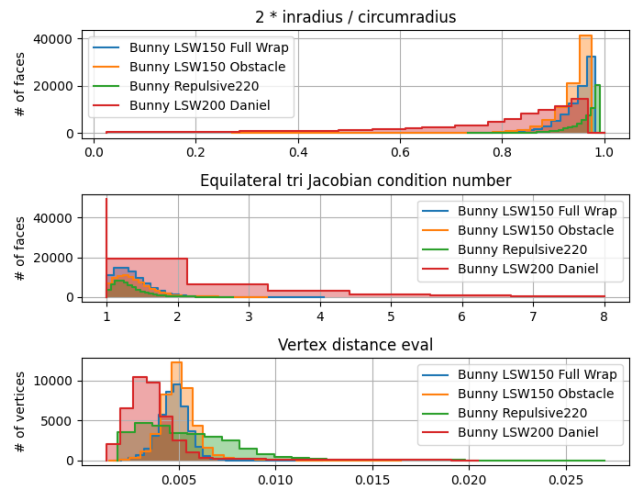 2 * inradius / circumradius
# of faces
40000
20000
0
Bunny LSW150 Full Wrap
Bunny LSW150 Obstacle
Bunny Repulsive220
Bunny LSW200 Daniel
0.0 0.2 0.4 0.6 0.8 1.0
Equilateral tri Jacobian condition number
# of faces
40000
20000
0
Bunny LSW150 Full Wrap
Bunny LSW150 Obstacle
Bunny Repulsive220
Bunny LSW200 Daniel
1 2 3 4 5 6 7 8
Vertex distance eval
# of vertices
10000
5000
0
Bunny LSW150 Full Wrap
Bunny LSW150 Obstacle
Bunny Repulsive220
Bunny LSW200 Daniel
0.005 0.010 0.015 0.020 0.025